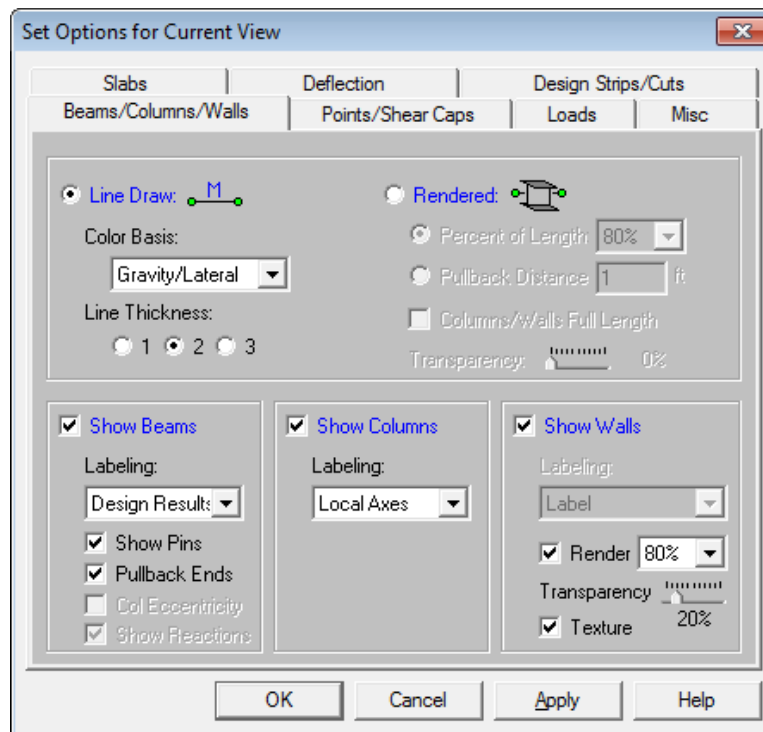 Set Options for Current View
Slabs Deflection Design Strips/Cuts
Beams/Columns/Walls Points/Shear Caps Loads Misc
Line Draw: M Rendered:
Color Basis: Percent of Length 80%
Gravity/Lateral Pullback Distance 1 ft
Line Thickness: Columns/Walls Full Length
1 2 3 Transparency: 0%
Show Beams Show Columns Show Walls
Labeling: Labeling: Labeling:
Design Results Local Axes Label
Show Pins Render 80%
Pullback Ends Transparency
Col Eccentricity 20%
Show Reactions Texture
OK Cancel Apply Help